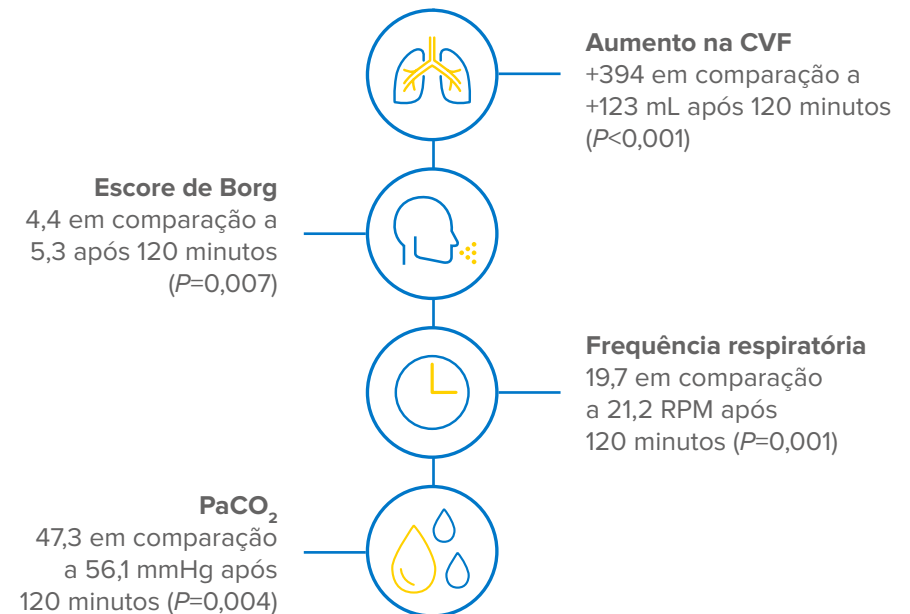 Aumento na CVF
+394 em comparação a
+123 mL após 120 minutos
(P<0,001)
Escore de Borg
4,4 em comparação a
5,3 após 120 minutos
(P=0,007)
Frequência respiratória
19,7 em comparação
a 21,2 RPM após
120 minutos (P=0,001)
PaCO₂
47,3 em comparação
a 56,1 mmHg após
120 minutos (P=0,004)